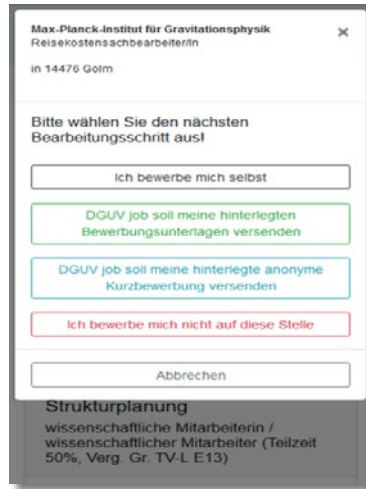 Max-Planck-Institut für Gravitationsphysik
Reisekostensachbearbeiter/in
in 14476 Golm
Bitte wählen Sie den nächsten
Bearbeitungsschritt aus!
Ich bewerbe mich selbst
DGUV job soll meine hinterlegten
Bewerbungsunterlagen versenden
DGUV job soll meine hinterlegte anonyme
Kurzbewerbung versenden
Ich bewerbe mich nicht auf diese Stelle
Abbrechen
Strukturplanung
wissenschaftliche Mitarbeiterin /
wissenschaftlicher Mitarbeiter (Teilzeit
50%, Verg. Gr. TV-L E13)